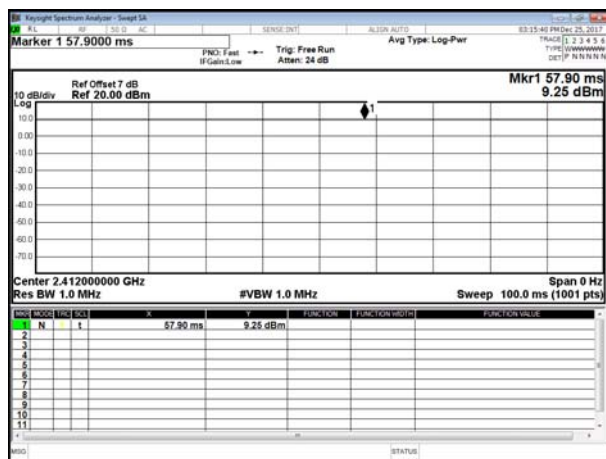 Keysight Spectrum Analyzer - Swept SA
RL RF 50 Ω AC SENSE:INT ALIGN AUTO 03:15:40 PM Dec 25, 2017
Marker 1 57.9000 ms
PNO: Fast
IFGain:Low
Trig: Free Run
Atten: 24 dB
Avg Type: Log-Pwr
TRACE 1 2 3 4 5 6
TYPE WWWWWW
DET P N N N N N
Ref Offset 7 dB
10 dB/div Ref 20.00 dBm
Log
Mkr1 57.90 ms
9.25 dBm
1
10.0
0.00
-10.0
-20.0
-30.0
-40.0
-50.0
-60.0
-70.0
Center 2.412000000 GHz Span 0 Hz
Res BW 1.0 MHz #VBW 1.0 MHz Sweep 100.0 ms (1001 pts)
MKR MODE TRC SCL X Y FUNCTION FUNCTION WIDTH FUNCTION VALUE
1 N t 57.90 ms 9.25 dBm
2
3
4
5
6
7
8
9
10
11
MSG STATUS